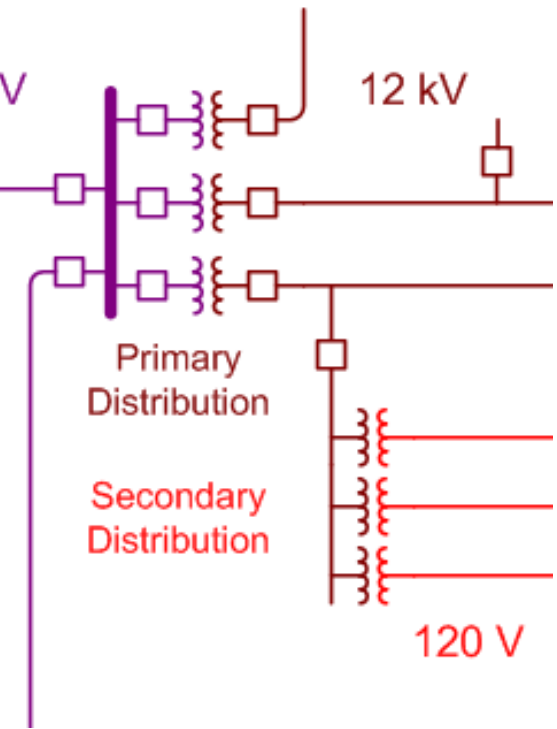 V
12 kV
Primary
Distribution
Secondary
Distribution
120 V